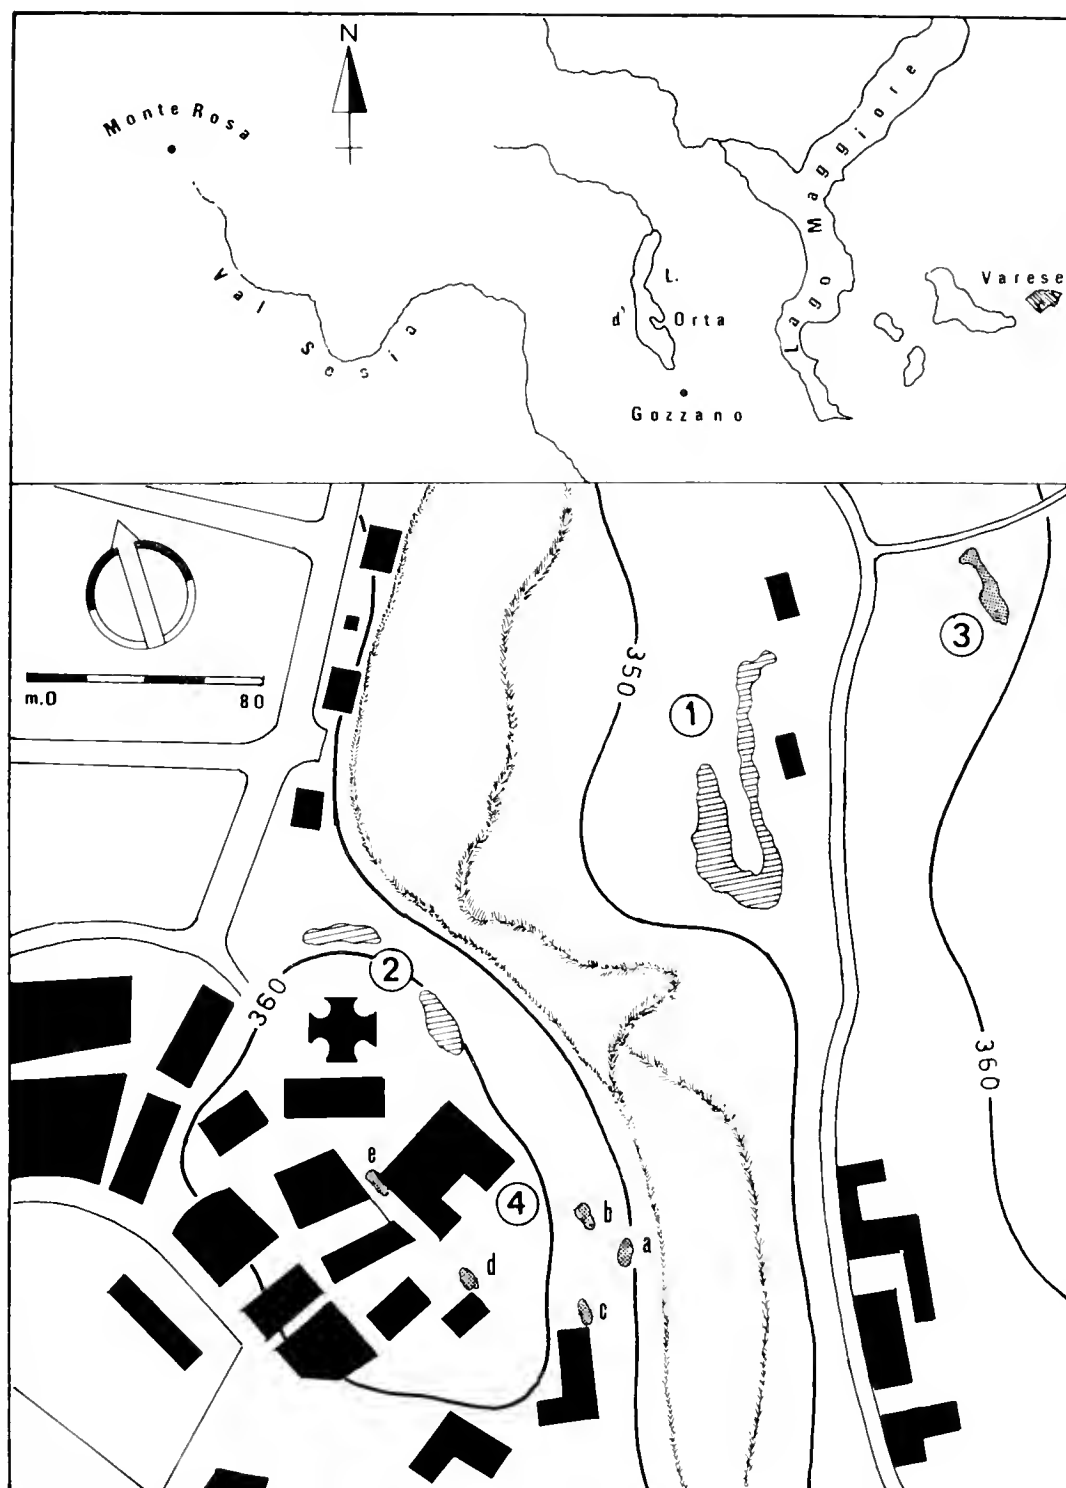 N
Monte Rosa
Lago Maggiore
Val Sesia
L.
d' Orta
Varese
Gozzano
m.0 80
350
1
3
2
360
360
4
e
b
a
d
c